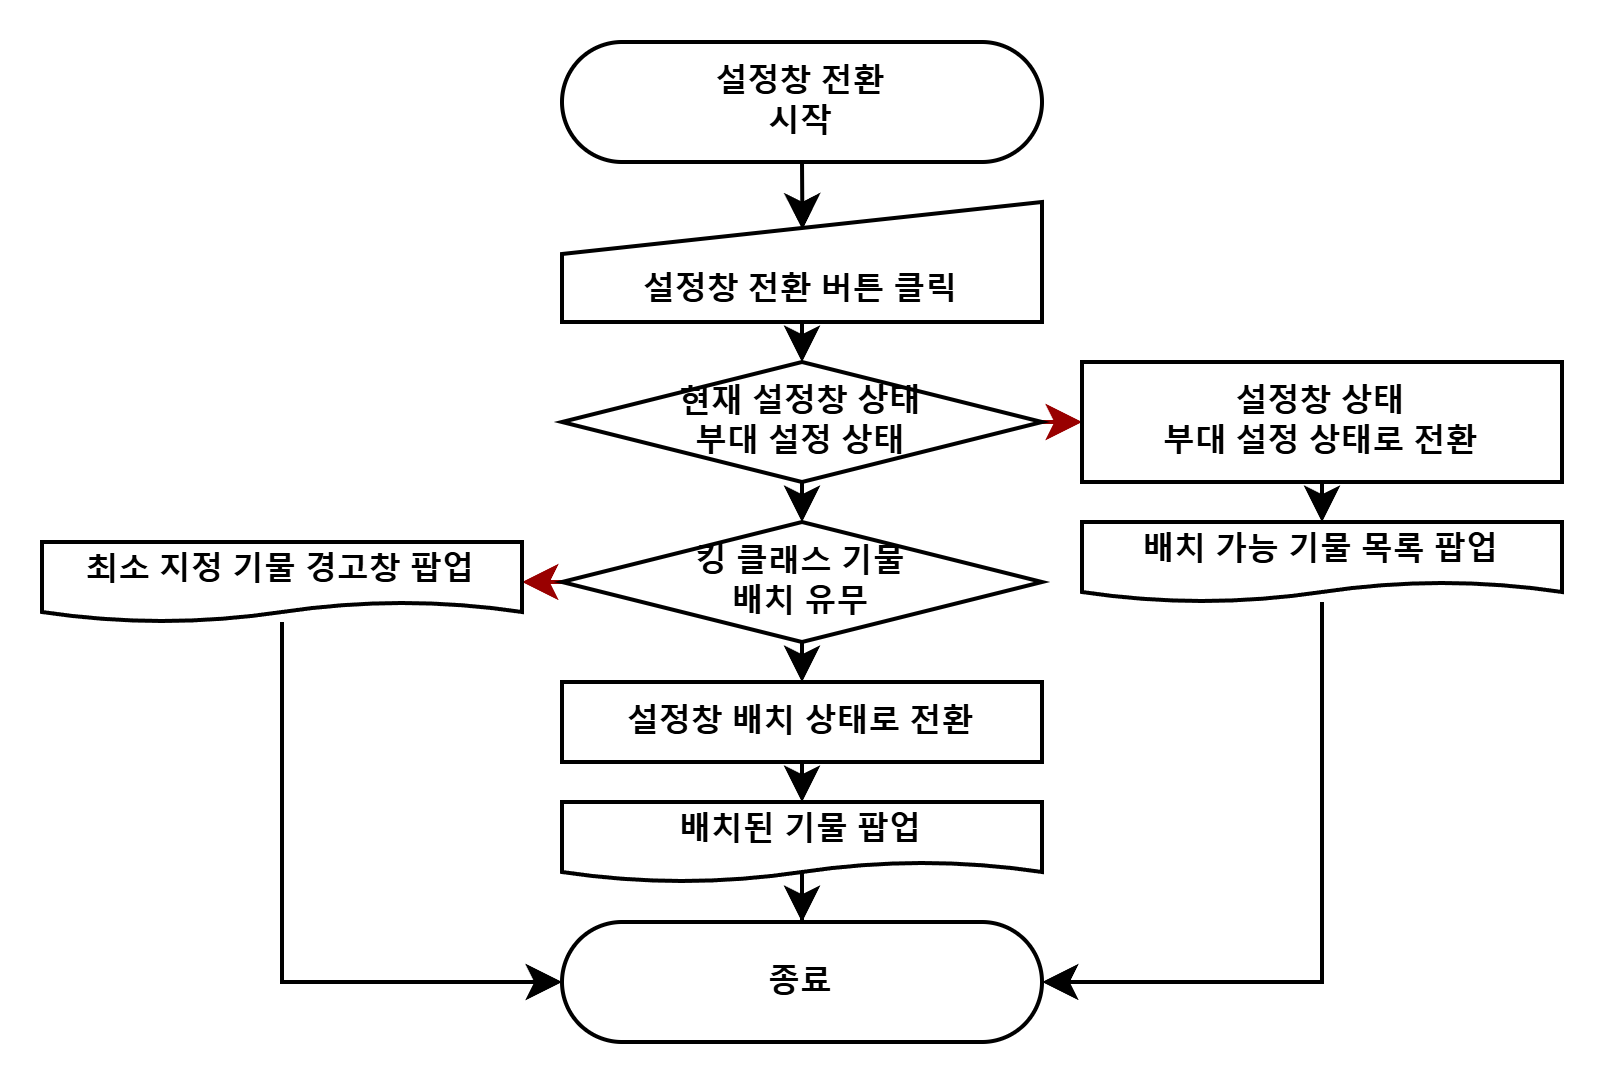 설정창 전환
시작
설정창 전환 버튼 클릭
현재 설정창 상태
부대 설정 상태
설정창 상태
부대 설정 상태로 전환
배치 가능 기물 목록 팝업
킹 클래스 기물
배치 유무
최소 지정 기물 경고창 팝업
설정창 배치 상태로 전환
배치된 기물 팝업
종료